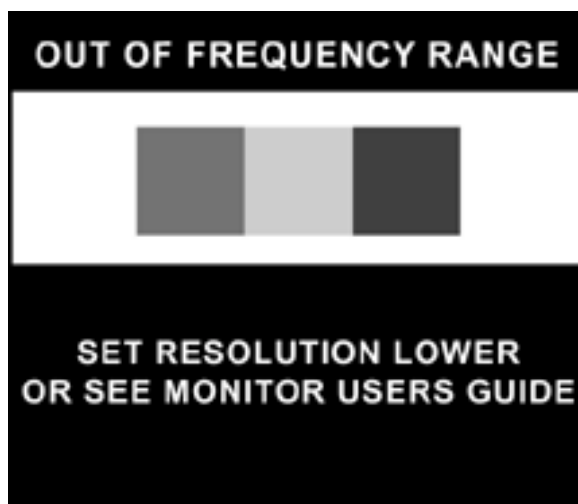 OUT OF FREQUENCY RANGE
SET RESOLUTION LOWER
OR SEE MONITOR USERS GUIDE